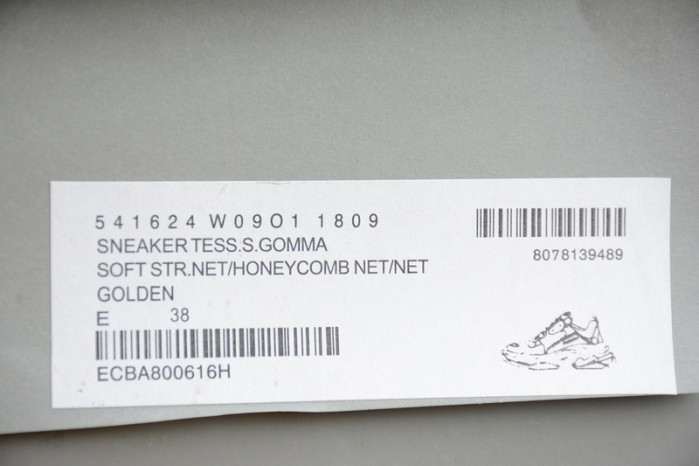 541624 W09O1 1809
SNEAKER TESS.S.GOMMA
SOFT STR.NET/HONEYCOMB NET/NET
GOLDEN
E 38
ECBA800616H
8078139489